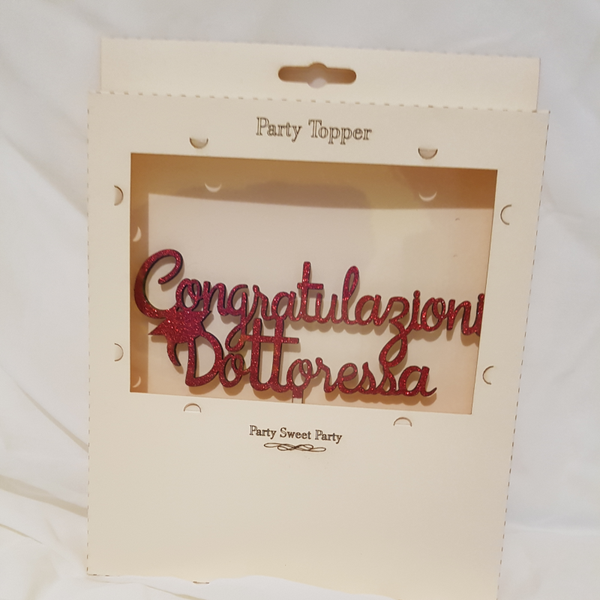 Party Topper
Congratulazioni
Dottoressa
Party Sweet Party